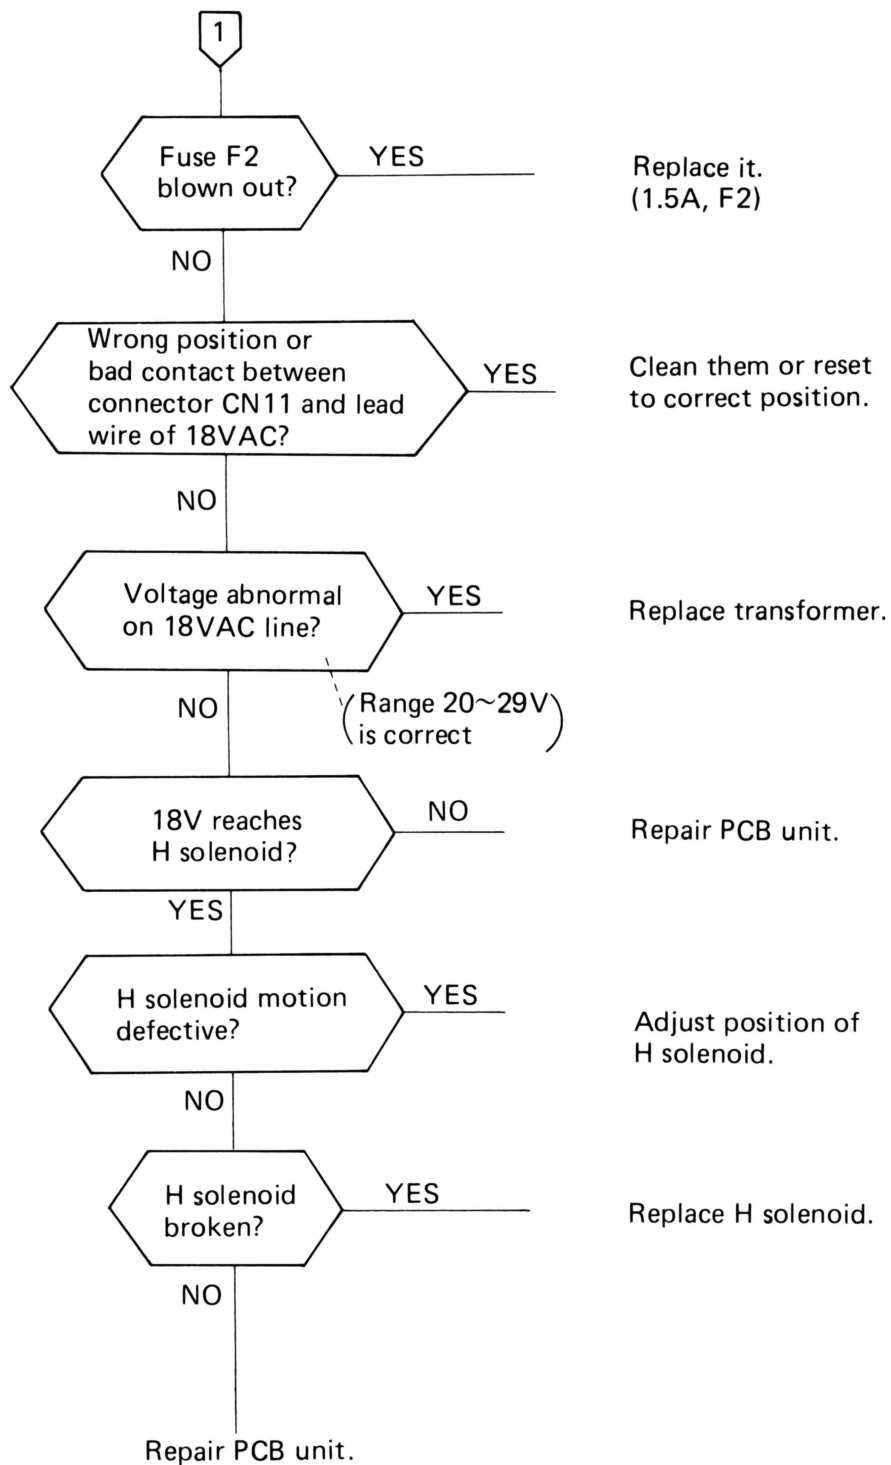 1
Fuse F2
blown out?
YES
Replace it.
(1.5A, F2)
NO
Wrong position or
bad contact between
connector CN11 and lead
wire of 18VAC?
YES
Clean them or reset
to correct position.
NO
Voltage abnormal
on 18VAC line?
YES
Replace transformer.
NO
(Range 20~29V
is correct)
18V reaches
H solenoid?
NO
Repair PCB unit.
YES
H solenoid motion
defective?
YES
Adjust position of
H solenoid.
NO
H solenoid
broken?
YES
Replace H solenoid.
NO
Repair PCB unit.